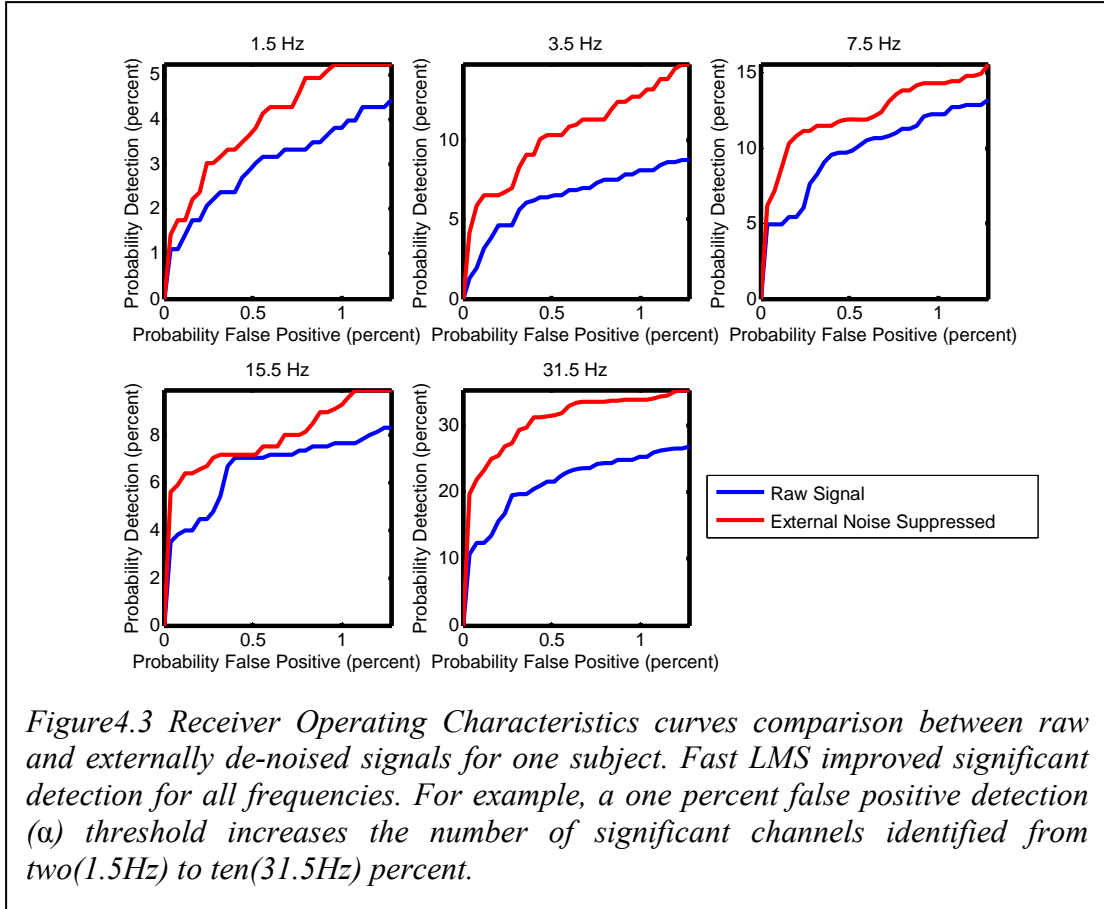 1.5 Hz
3.5 Hz
7.5 Hz
Probability Detection (percent)
5
4
3
2
1
0
0 0.5 1
Probability False Positive (percent)
Probability Detection (percent)
10
5
0
0 0.5 1
Probability False Positive (percent)
Probability Detection (percent)
15
10
5
0
0 0.5 1
Probability False Positive (percent)
15.5 Hz
31.5 Hz
Probability Detection (percent)
8
6
4
2
0
0 0.5 1
Probability False Positive (percent)
Probability Detection (percent)
30
20
10
0
0 0.5 1
Probability False Positive (percent)
Raw Signal
External Noise Suppressed
Figure4.3 Receiver Operating Characteristics curves comparison between raw
and externally de-noised signals for one subject. Fast LMS improved significant
detection for all frequencies. For example, a one percent false positive detection
(α) threshold increases the number of significant channels identified from
two(1.5Hz) to ten(31.5Hz) percent.